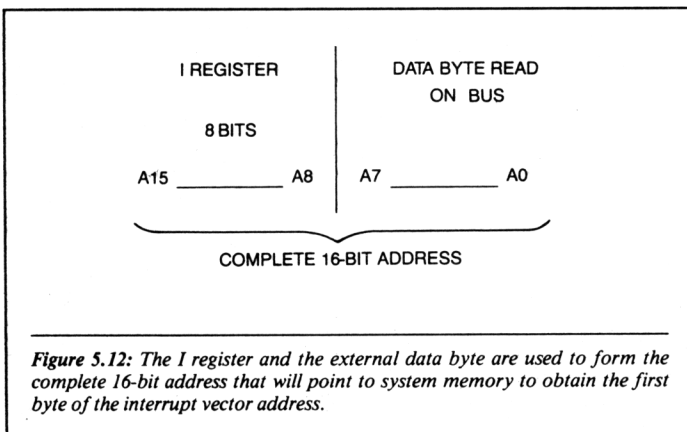 I REGISTER
DATA BYTE READ
ON BUS
8 BITS
A15 __________ A8
A7 __________ A0
COMPLETE 16-BIT ADDRESS
Figure 5.12: The I register and the external data byte are used to form the
complete 16-bit address that will point to system memory to obtain the first
byte of the interrupt vector address.